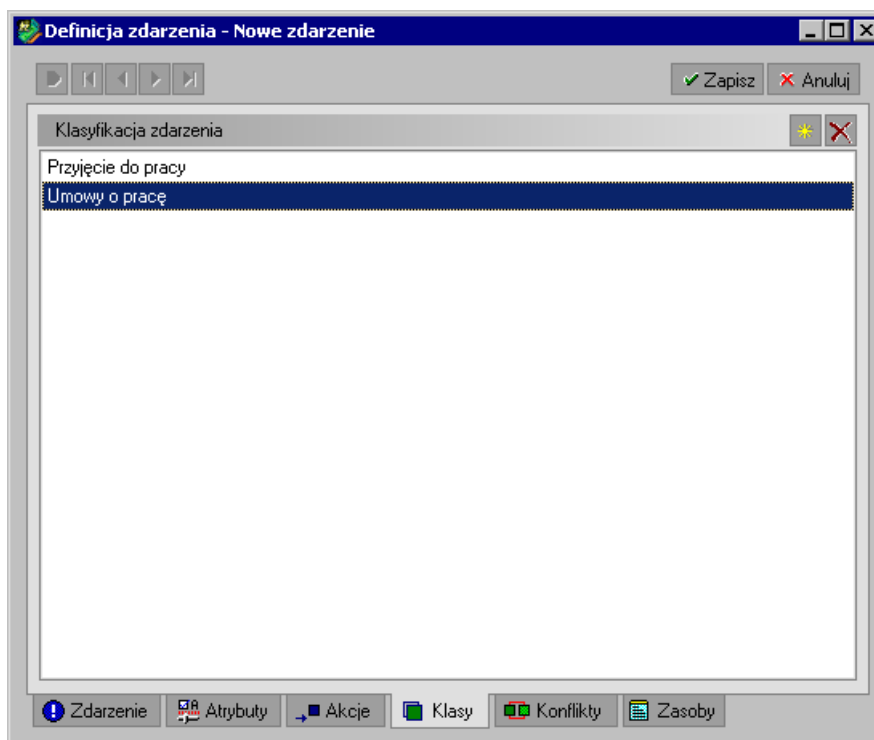 Definicja zdarzenia - Nowe zdarzenie
Zapisz Anuluj
Klasyfikacja zdarzenia
Przyjęcie do pracy
Umowy o pracę
Zdarzenie Atrybuty Akcje Klasy Konflikty Zasoby